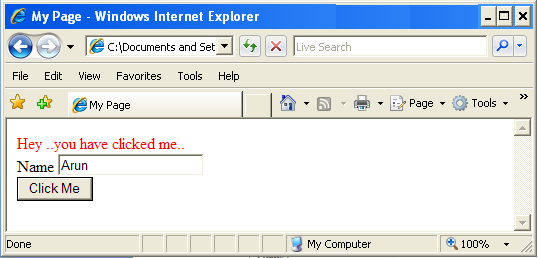 My Page - Windows Internet Explorer
C:\Documents and Set
Live Search
File Edit View Favorites Tools Help
My Page
Page Tools »
Hey ..you have clicked me..
Name Arun
Click Me
Done My Computer 100%